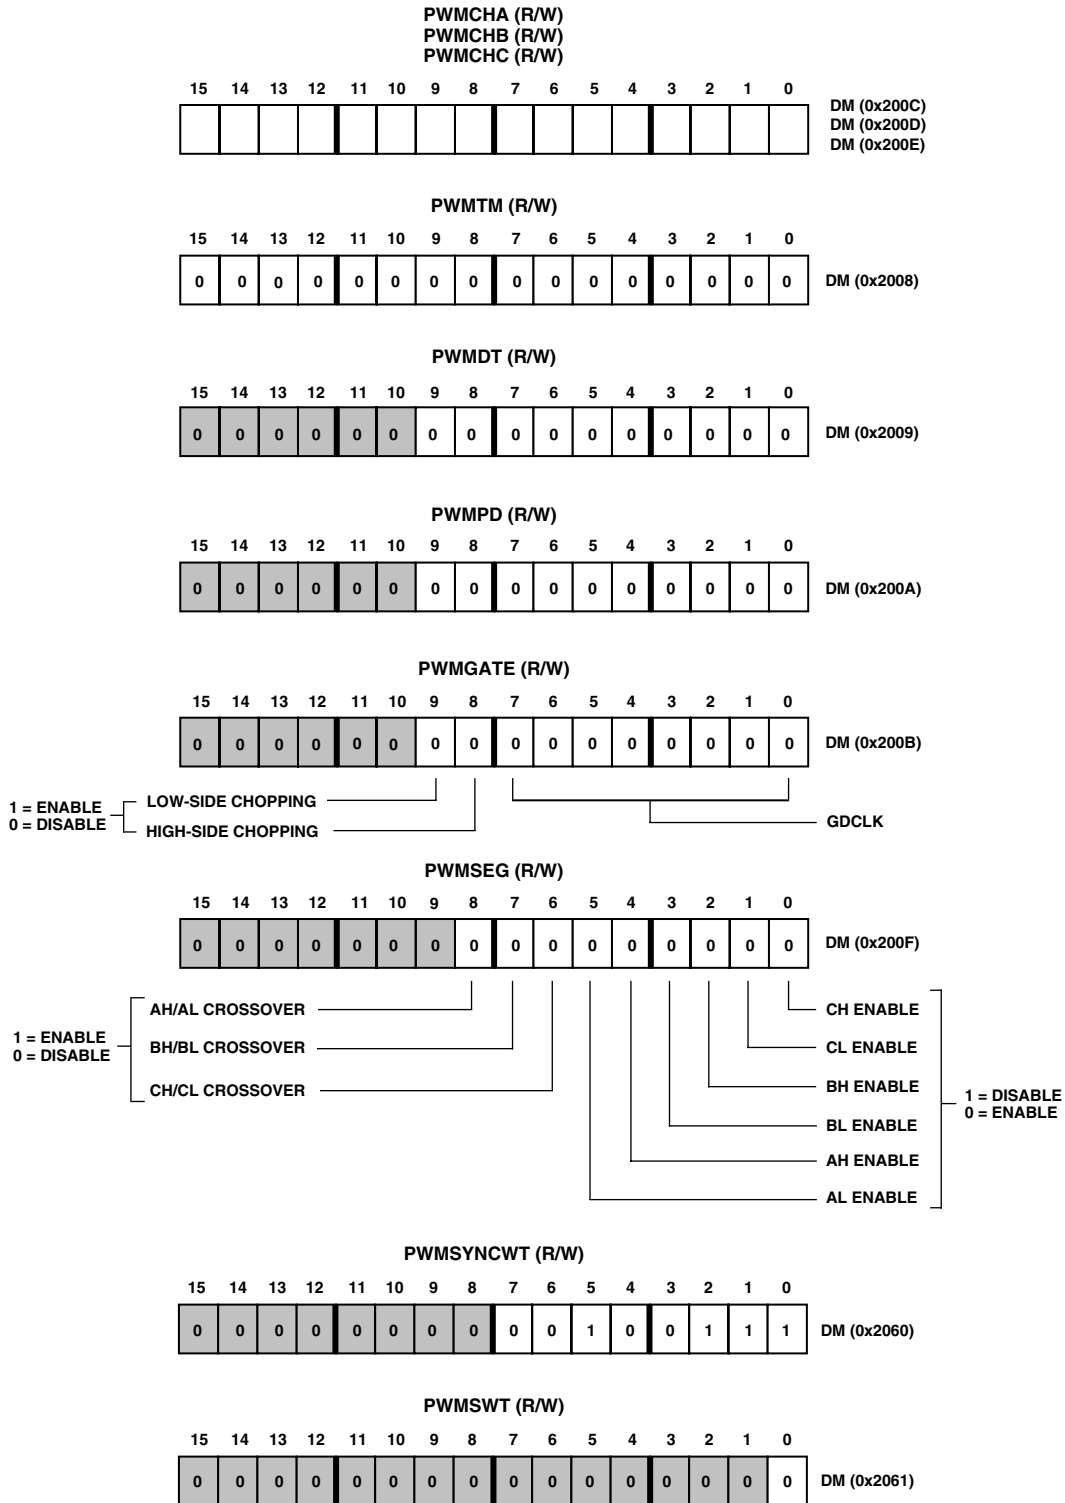 PWMCHA (R/W)
PWMCHB (R/W)
PWMCHC (R/W)
15 14 13 12 11 10 9 8 7 6 5 4 3 2 1 0
DM (0x200C)
DM (0x200D)
DM (0x200E)
PWMTM (R/W)
15 14 13 12 11 10 9 8 7 6 5 4 3 2 1 0
0 0 0 0 0 0 0 0 0 0 0 0 0 0 0 0 DM (0x2008)
PWMDT (R/W)
15 14 13 12 11 10 9 8 7 6 5 4 3 2 1 0
0 0 0 0 0 0 0 0 0 0 0 0 0 0 0 0 DM (0x2009)
PWMPD (R/W)
15 14 13 12 11 10 9 8 7 6 5 4 3 2 1 0
0 0 0 0 0 0 0 0 0 0 0 0 0 0 0 0 DM (0x200A)
PWMGATE (R/W)
15 14 13 12 11 10 9 8 7 6 5 4 3 2 1 0
0 0 0 0 0 0 0 0 0 0 0 0 0 0 0 0 DM (0x200B)
1 = ENABLE
0 = DISABLE
LOW-SIDE CHOPPING
HIGH-SIDE CHOPPING
GDCLK
PWMSEG (R/W)
15 14 13 12 11 10 9 8 7 6 5 4 3 2 1 0
0 0 0 0 0 0 0 0 0 0 0 0 0 0 0 0 DM (0x200F)
1 = ENABLE
0 = DISABLE
AH/AL CROSSOVER
BH/BL CROSSOVER
CH/CL CROSSOVER
CH ENABLE
CL ENABLE
BH ENABLE
BL ENABLE
AH ENABLE
AL ENABLE
1 = DISABLE
0 = ENABLE
PWMSYNCWT (R/W)
15 14 13 12 11 10 9 8 7 6 5 4 3 2 1 0
0 0 0 0 0 0 0 0 0 0 1 0 0 1 1 1 DM (0x2060)
PWMSWT (R/W)
15 14 13 12 11 10 9 8 7 6 5 4 3 2 1 0
0 0 0 0 0 0 0 0 0 0 0 0 0 0 0 0 DM (0x2061)